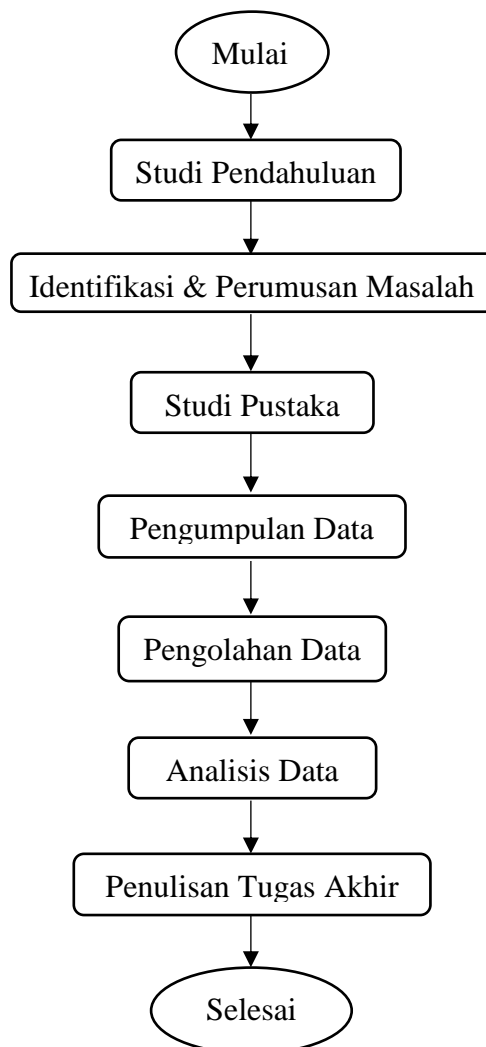 Mulai
Studi Pendahuluan
Identifikasi & Perumusan Masalah
Studi Pustaka
Pengumpulan Data
Pengolahan Data
Analisis Data
Penulisan Tugas Akhir
Selesai